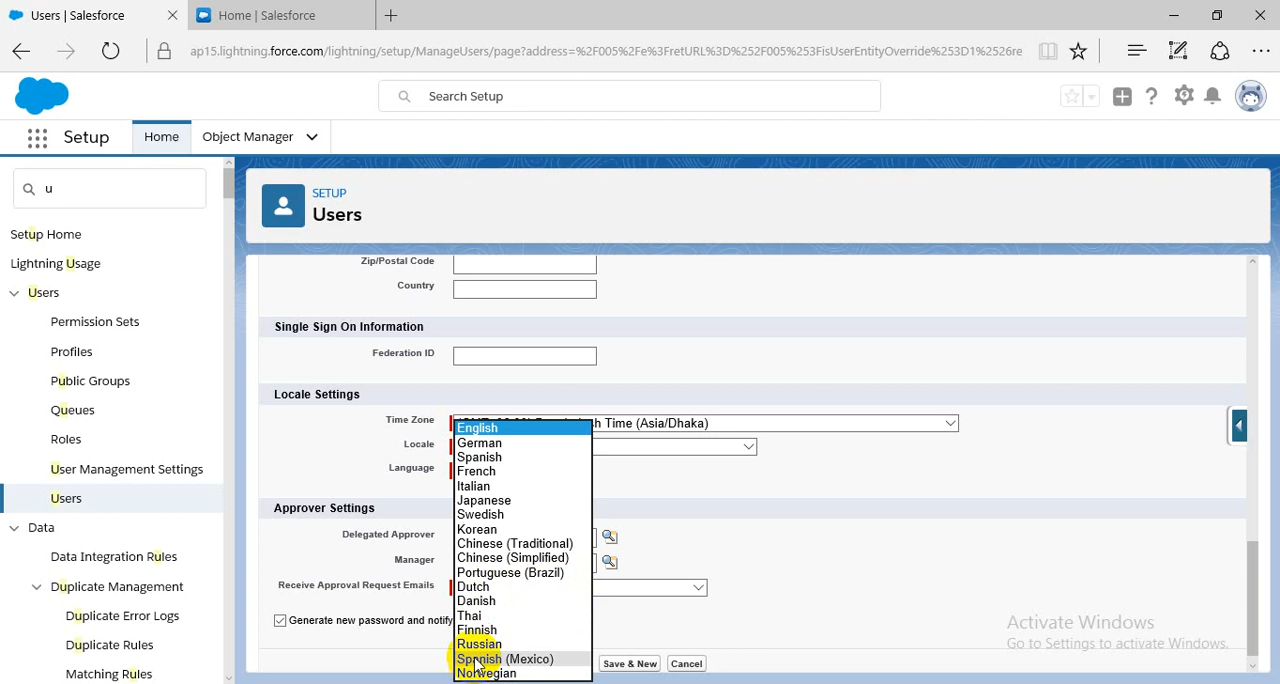 Users | Salesforce
Home | Salesforce
ap15.lightning.force.com/lightning/setup/ManageUsers/page?address=%2F005%2Fe%3FretURL%3D%252F005%253FisUserEntityOverride%253D1%2526re
Search Setup
Setup
Home
Object Manager
u
Setup Home
Lightning Usage
Users
Permission Sets
Profiles
Public Groups
Queues
Roles
User Management Settings
Users
Data
Data Integration Rules
Duplicate Management
Duplicate Error Logs
Duplicate Rules
Matching Rules
SETUP
Users
Zip/Postal Code
Country
Single Sign On Information
Federation ID
Locale Settings
Time Zone
Time (Asia/Dhaka)
Locale
Language
English
German
Spanish
French
Italian
Japanese
Swedish
Korean
Chinese (Traditional)
Chinese (Simplified)
Portuguese (Brazil)
Dutch
Danish
Thai
Finnish
Russian
Spanish (Mexico)
Norwegian
Approver Settings
Delegated Approver
Manager
Receive Approval Request Emails
Generate new password and notify
Save & New
Cancel
Activate Windows
Go to Settings to activate Windows.